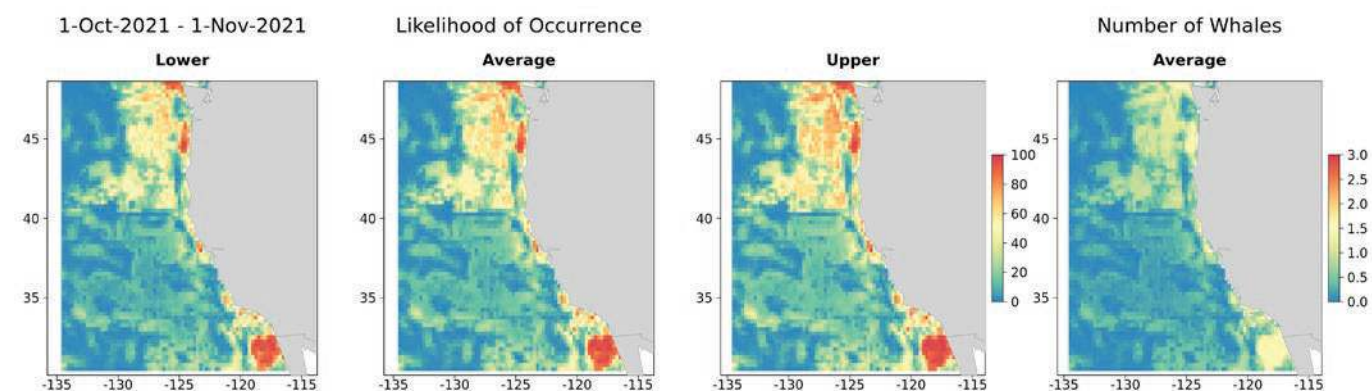 1-Oct-2021 - 1-Nov-2021 Likelihood of Occurrence Number of Whales
Lower Average Upper Average
45 45 45 45
40 40 40 40
35 35 35 35
100 80 60 40 20 0
3.0 2.5 2.0 1.5 1.0 0.5 0.0
-135 -130 -125 -120 -115 -135 -130 -125 -120 -115 -135 -130 -125 -120 -115 -135 -130 -125 -120 -115